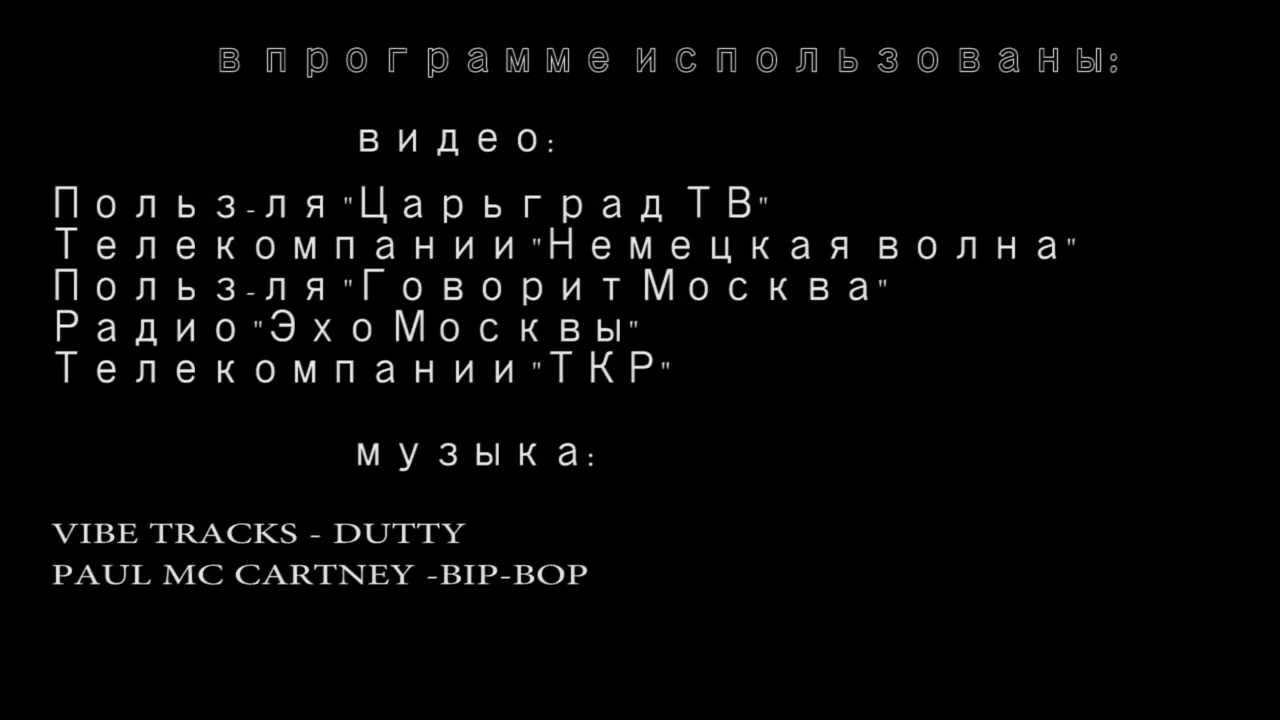 в программе использованы:
видео:
Польз-ля "Царьград ТВ"
Телекомпании "Немецкая волна"
Польз-ля "Говорит Москва"
Радио "Эхо Москвы"
Телекомпании "ТКР"
музыка:
VIBE TRACKS - DUTTY
PAUL MC CARTNEY -BIP-BOP